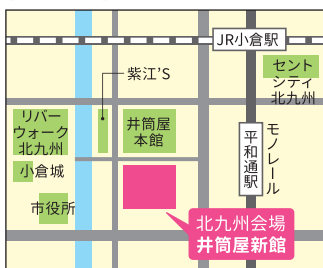 JR小倉駅
セント
シティ
北九州
紫江'S
リバー
ウォーク
北九州
井筒屋
本館
小倉城
市役所
平和通駅
モノレール
北九州会場
井筒屋新館